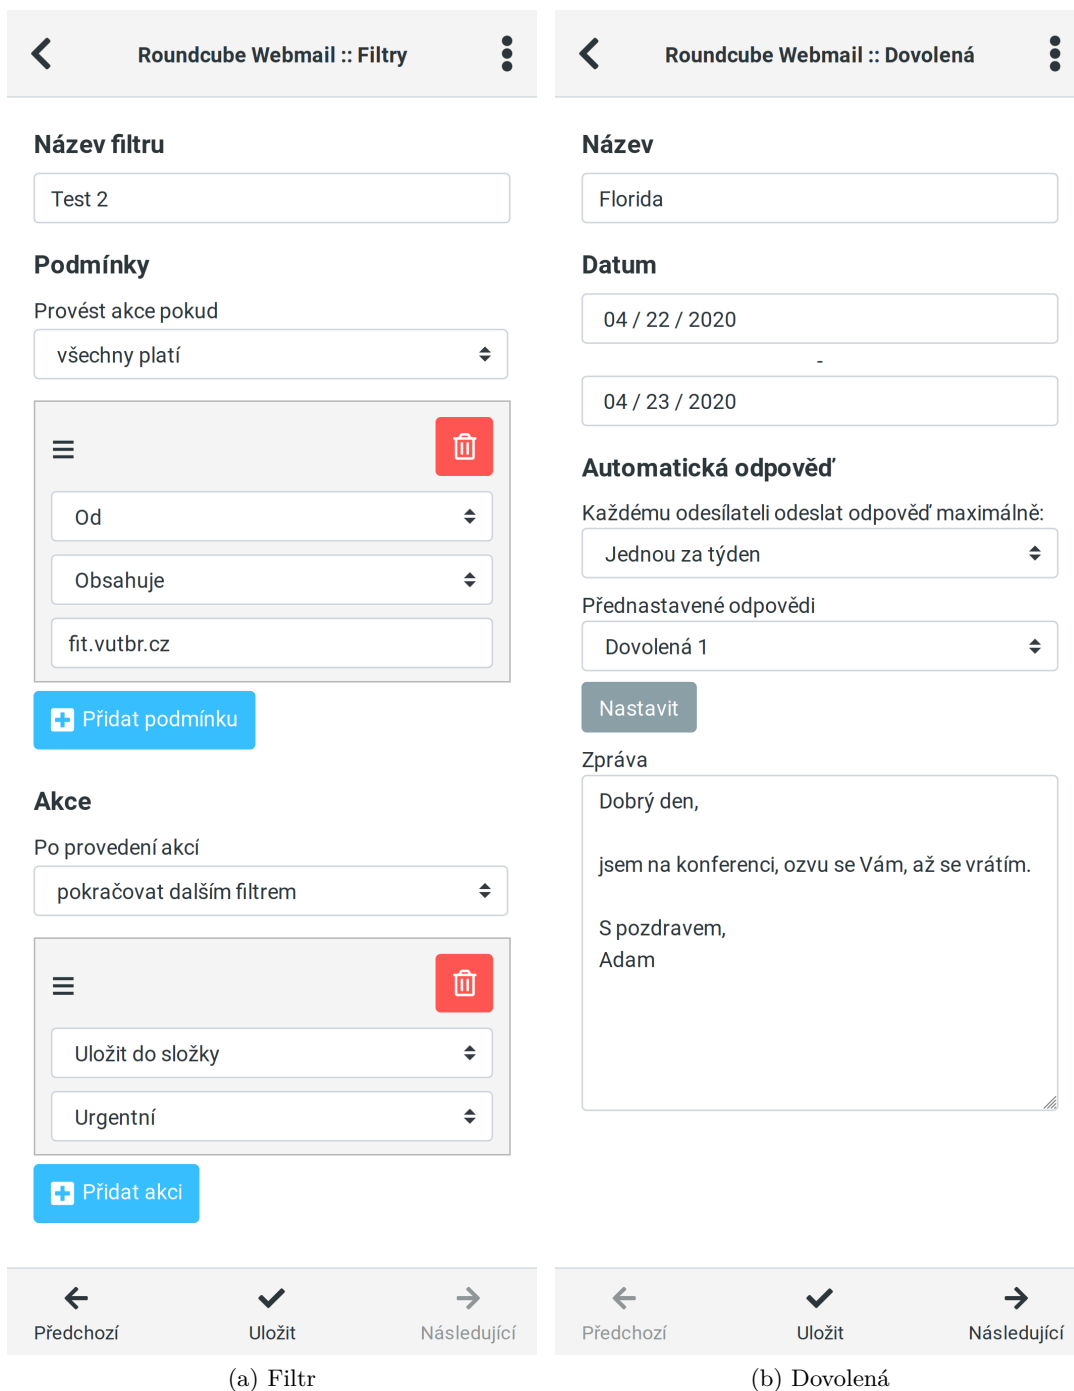 Roundcube Webmail :: Filtry
Název filtru
Test 2
Podmínky
Provést akce pokud
všechny platí
Od
Obsahuje
fit.vutbr.cz
Přidat podmínku
Akce
Po provedení akcí
pokračovat dalším filtrem
Uložit do složky
Urgentní
Přidat akci
Předchozí
Uložit
Následující
(a) Filtr
Roundcube Webmail :: Dovolená
Název
Florida
Datum
04 / 22 / 2020
-
04 / 23 / 2020
Automatická odpověď
Každému odesílateli odeslat odpověď maximálně:
Jednou za týden
Přednastavené odpovědi
Dovolená 1
Nastavit
Zpráva
Dobrý den,
jsem na konferenci, ozvu se Vám, až se vrátím.
S pozdravem,
Adam
Předchozí
Uložit
Následující
(b) Dovolená